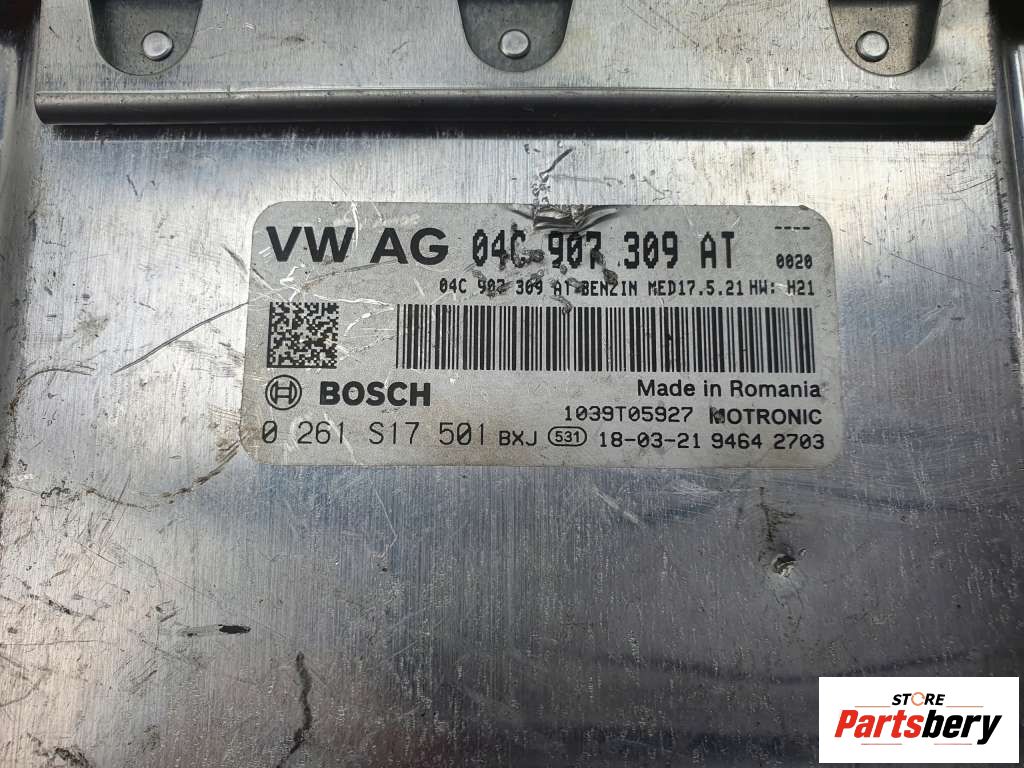 VW AG 04C 907 309 AT ----
0020
04C 907 309 AT BENZIN MED17.5.21 HW: H21
BOSCH
Made in Romania
1039T05927 MOTRONIC
0 261 S17 501 BXJ 531 18-03-21 9464 2703
STORE
Partsbery